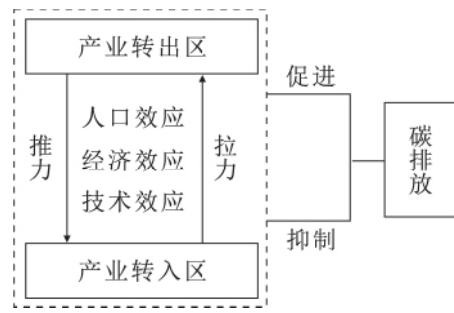 产业转出区
促进
人口效应
推力
经济效应
拉力
技术效应
碳排放
抑制
产业转入区